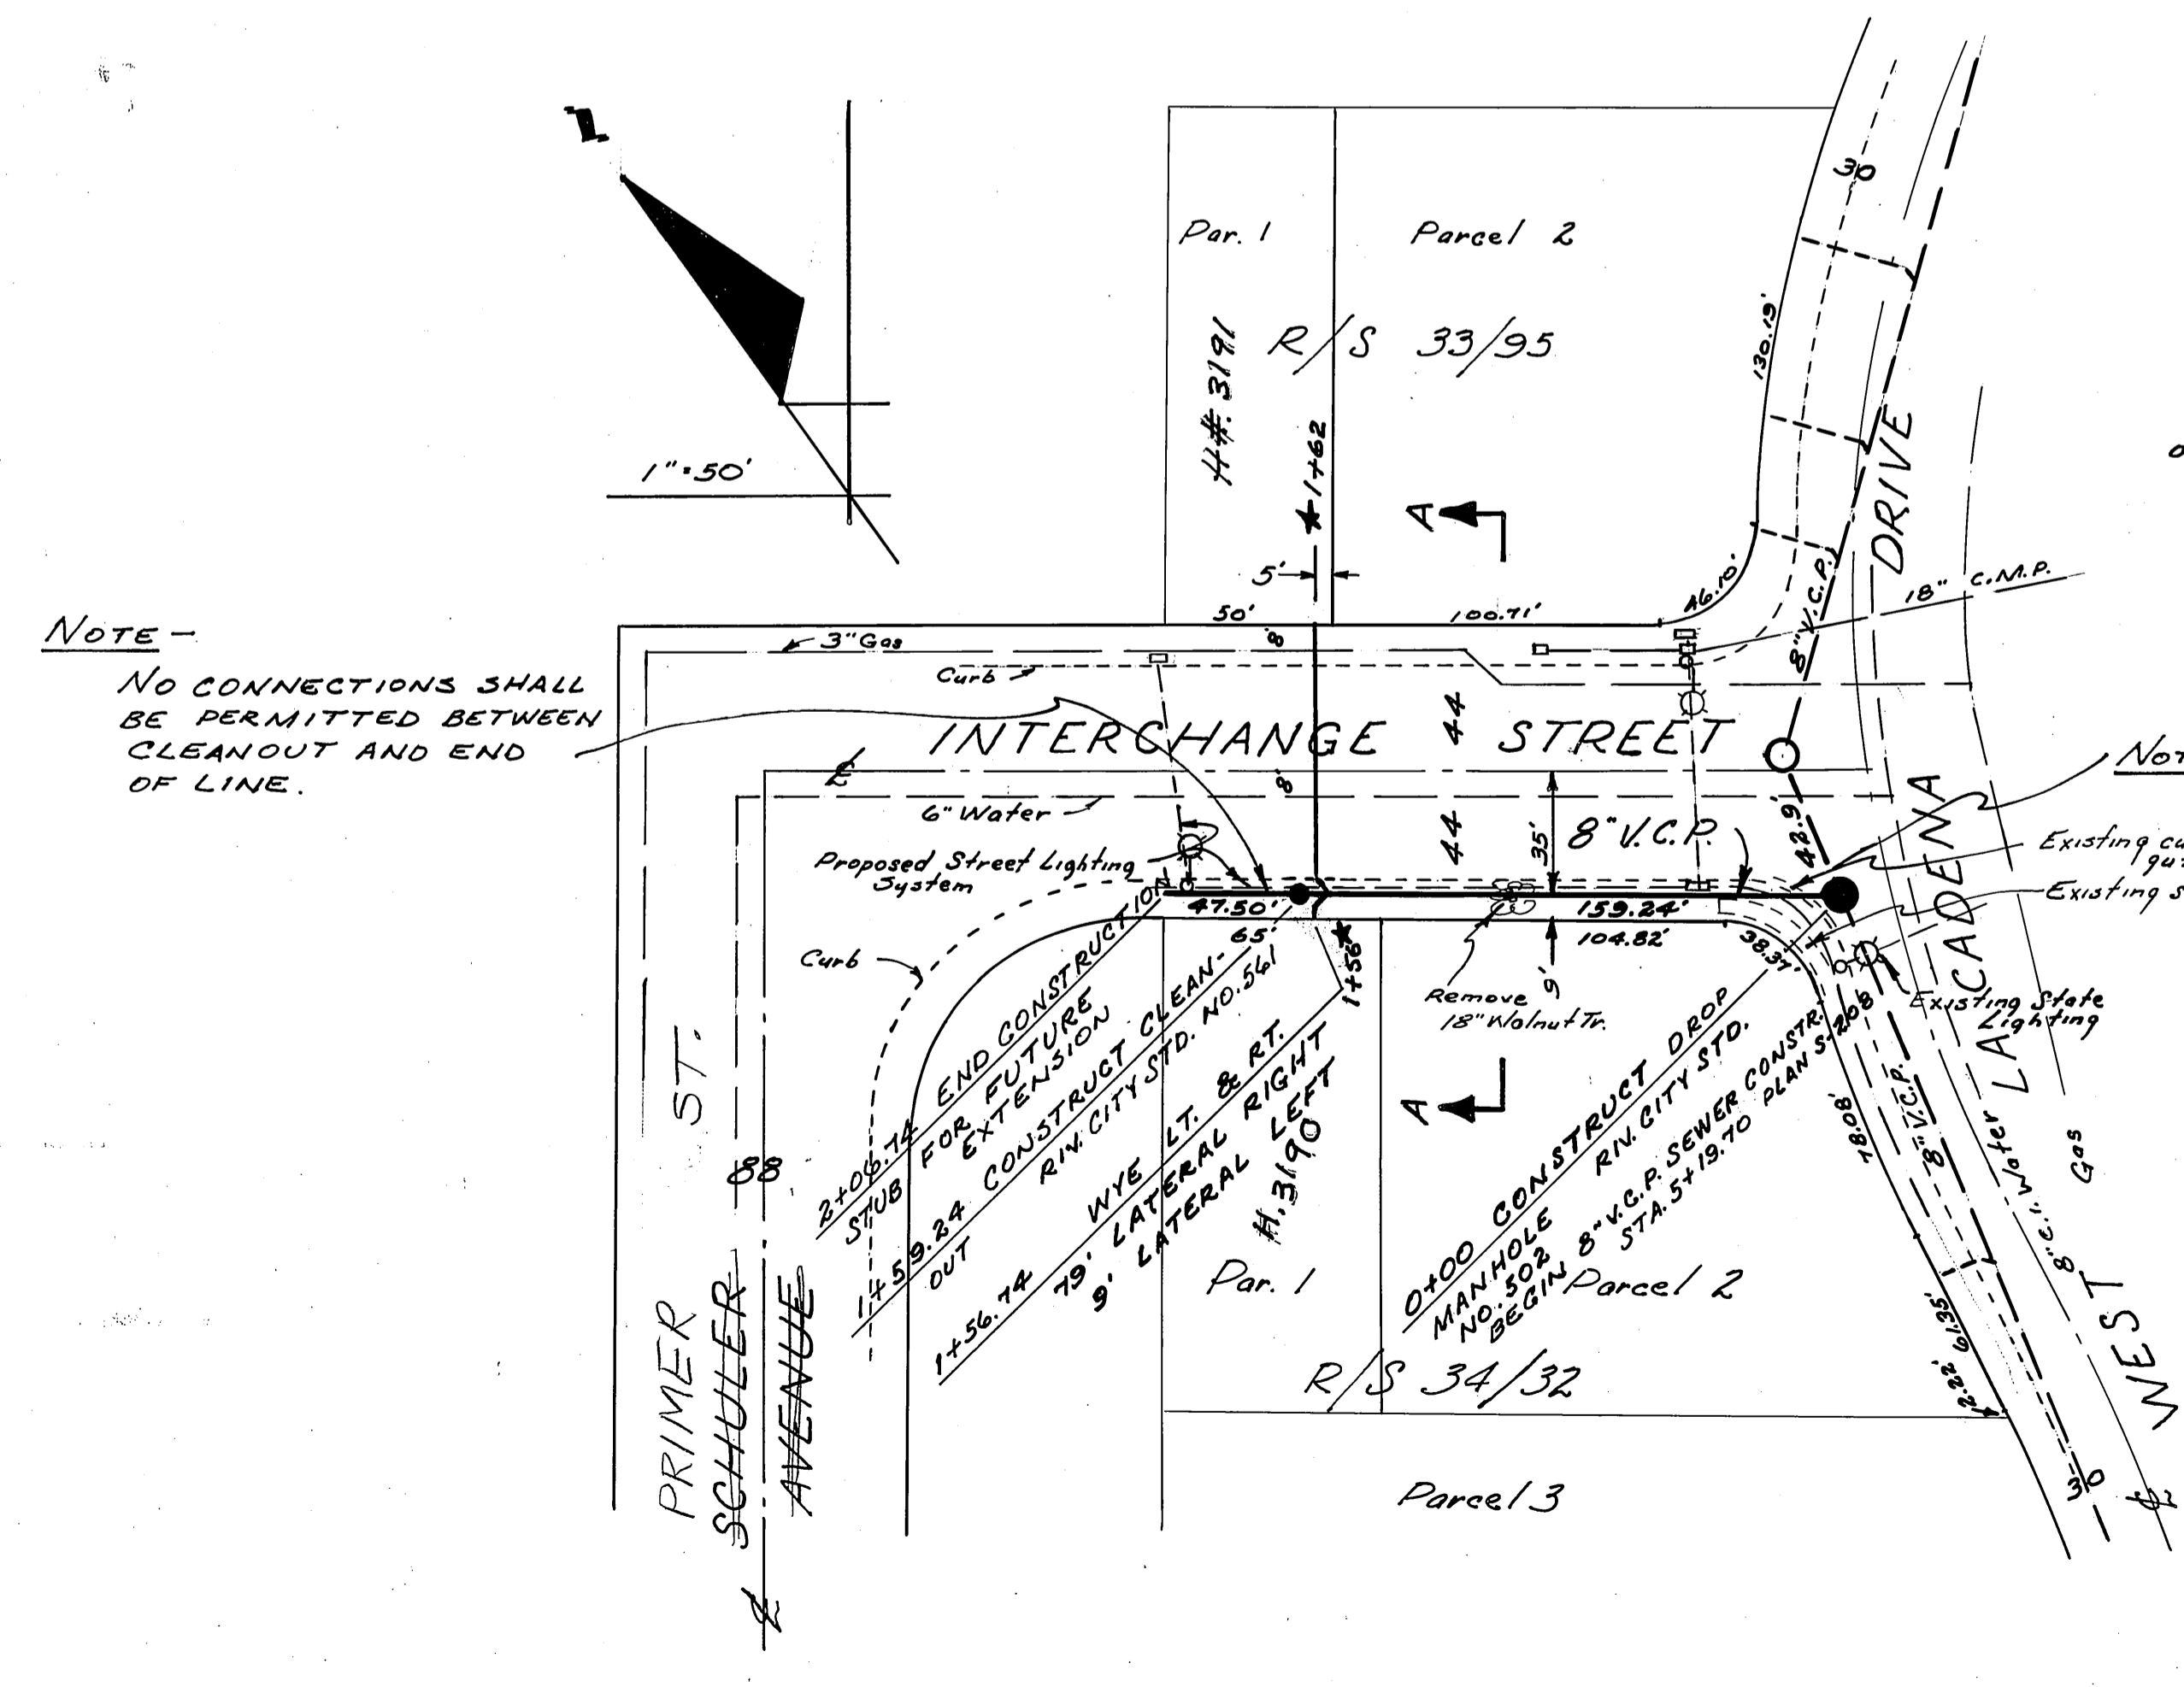 N
1"=50'
Par. 1
Parcel 2
R/S 33/95
H#. 3191
1+62
A
5'
50'
100.71'
46.10'
130.19'
30
8" V.C.P.
DRIVE
18" C.M.P.
NOTE -
NO CONNECTIONS SHALL
BE PERMITTED BETWEEN
CLEANOUT AND END
OF LINE.
3" Gas
8'
Curb
INTERCHANGE STREET
44
44
8'
6" Water
35'
8" V.C.P.
42.9'
Proposed Street Lighting
System
Existing
Existing
47.50'
159.24'
65'
104.82'
38.37'
9'
1+56
Curb
Remove
18" Walnut Tr.
Existing State
Lighting
A
2+06.74 END CONSTRUCTION
STUB FOR FUTURE
EXTENSION
1+59.24 CONSTRUCT CLEAN-
OUT RIV. CITY STD. NO. 561
1+56.74 WYE LT. & RT.
79' LATERAL RIGHT
9' LATERAL LEFT
H. 3190
0+00 CONSTRUCT DROP
MANHOLE RIV. CITY STD.
NO. 502
BEGIN 8" V.C.P. SEWER CONSTR.
STA. 5+19.70 PLAN S-208
Par. 1
Parcel 2
R/S 34/32
Parcel 3
88
PRIMER ST.
SCHULER
AVENUE
78.08'
8" V.C.P.
8" C.I. Water
Gas
61.35'
2.22'
30
WEST LA CADENA